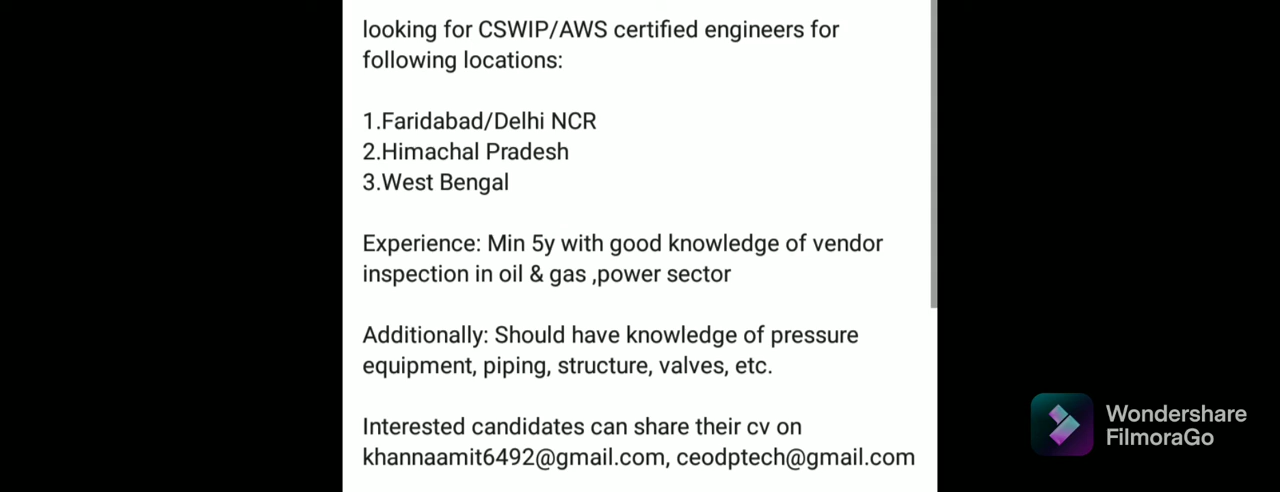 looking for CSWIP/AWS certified engineers for
following locations:
1.Faridabad/Delhi NCR
2.Himachal Pradesh
3.West Bengal
Experience: Min 5y with good knowledge of vendor
inspection in oil & gas ,power sector
Additionally: Should have knowledge of pressure
equipment, piping, structure, valves, etc.
Interested candidates can share their cv on
khannaamit6492@gmail.com, ceodptech@gmail.com
Wondershare
FilmoraGo